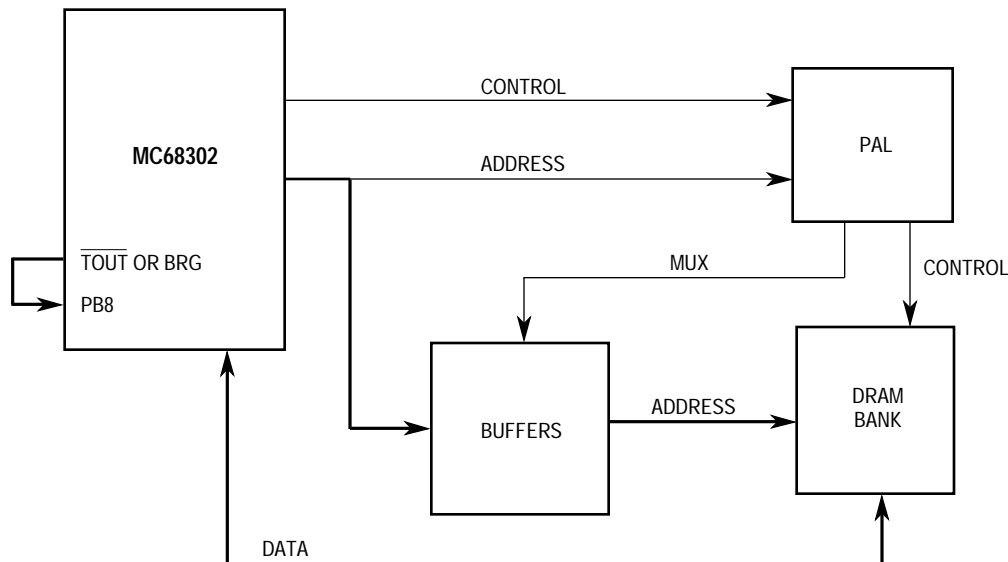 CONTROL
PAL
MC68302
ADDRESS
TOUT OR BRG
MUX
CONTROL
PB8
DRAM
BANK
ADDRESS
BUFFERS
DATA